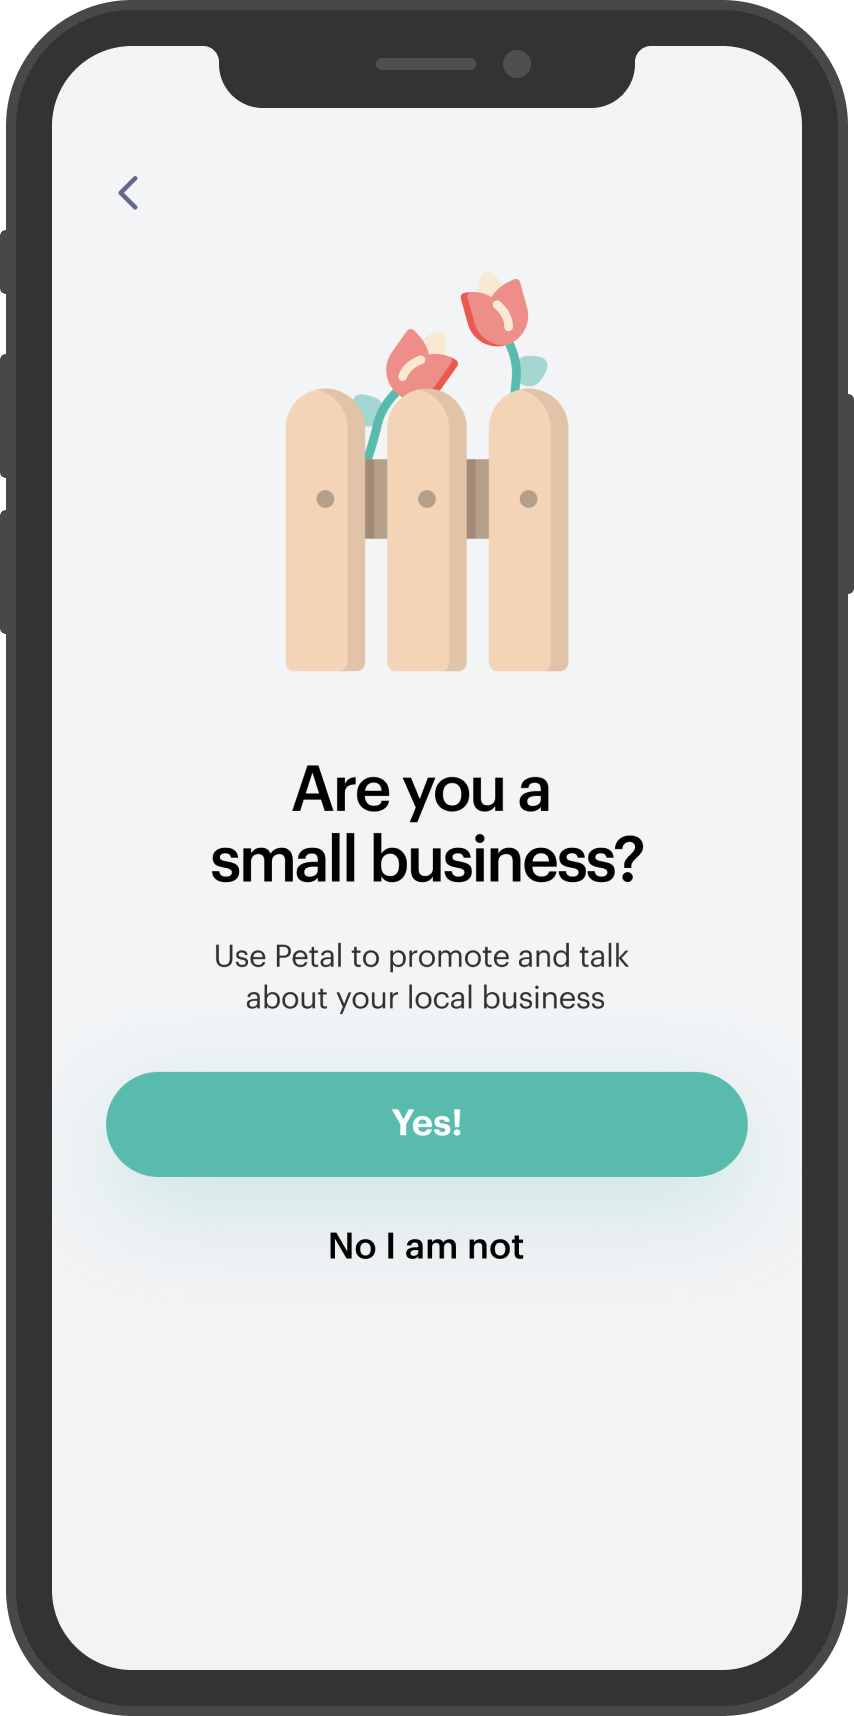 Are you a
small business?
Use Petal to promote and talk
about your local business
Yes!
No I am not